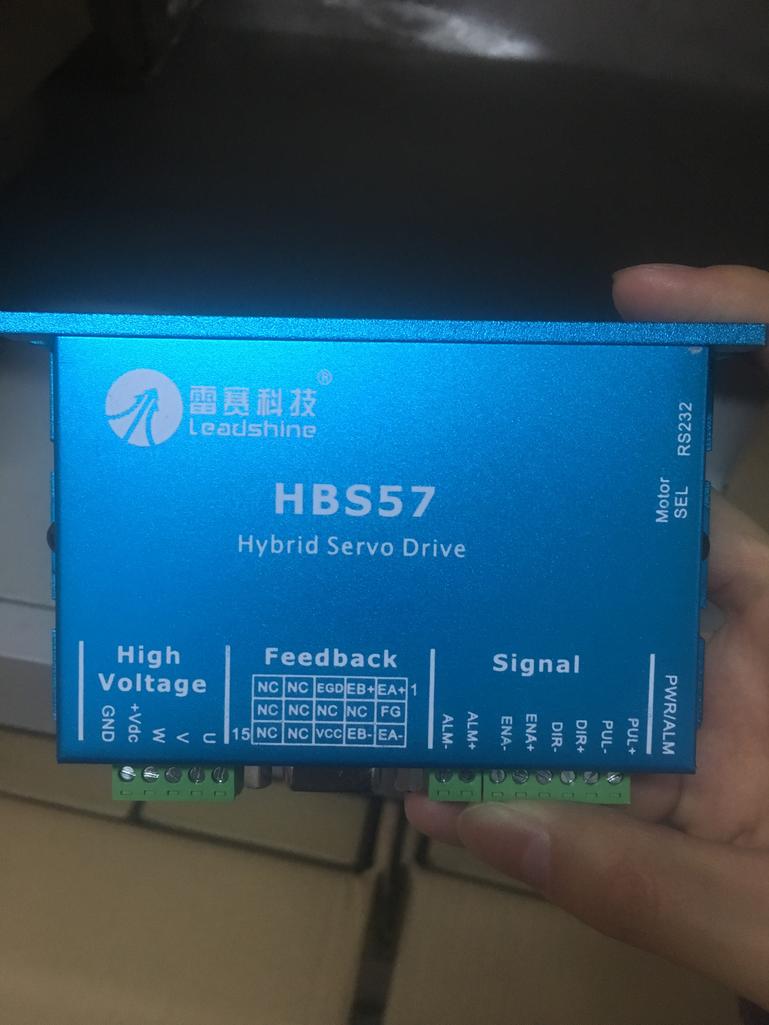 雷赛科技®
Leadshine
HBS57
Hybrid Servo Drive
RS232
Motor
SEL
High
Voltage
GND
+Vdc
W
V
U
Feedback
NC NC EGD EB+ EA+ 1
NC NC NC NC FG
15 NC NC VCC EB- EA-
Signal
ALM-
ALM+
ENA-
ENA+
DIR-
DIR+
PUL-
PUL+
PWR/ALM